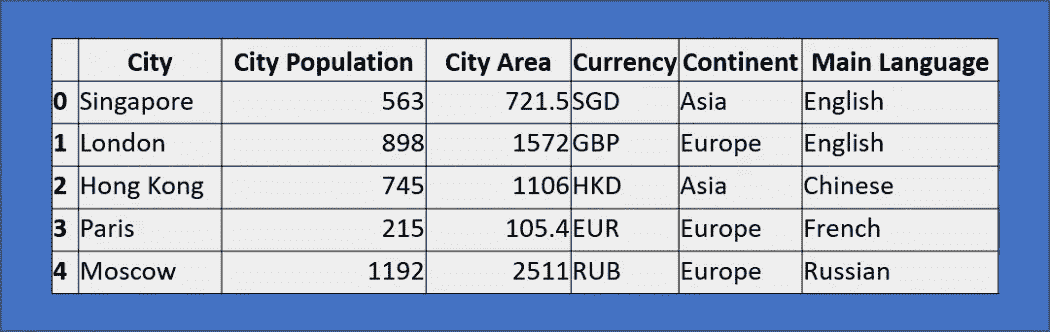 City City Population City Area Currency Continent Main Language
0 Singapore 563 721.5 SGD Asia English
1 London 898 1572 GBP Europe English
2 Hong Kong 745 1106 HKD Asia Chinese
3 Paris 215 105.4 EUR Europe French
4 Moscow 1192 2511 RUB Europe Russian